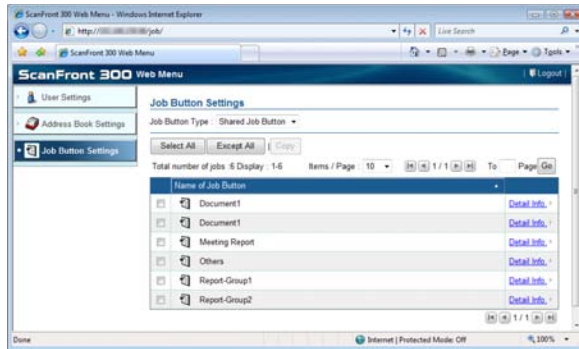 ScanFront 300 Web Menu - Windows Internet Explorer
http:// /job/
Live Search
ScanFront 300 Web Menu
Page
Tools
ScanFront 300 Web Menu
Logout
User Settings
Address Book Settings
Job Button Settings
Job Button Settings
Job Button Type : Shared Job Button
Select All Except All | Copy
Total number of jobs :6 Display : 1-6 Items / Page : 10 1 / 1 To Page Go
Name of Job Button
Document1 Detail Info.
Document1 Detail Info.
Meeting Report Detail Info.
Others Detail Info.
Report-Group1 Detail Info.
Report-Group2 Detail Info.
1 / 1
Done Internet | Protected Mode: Off 100%